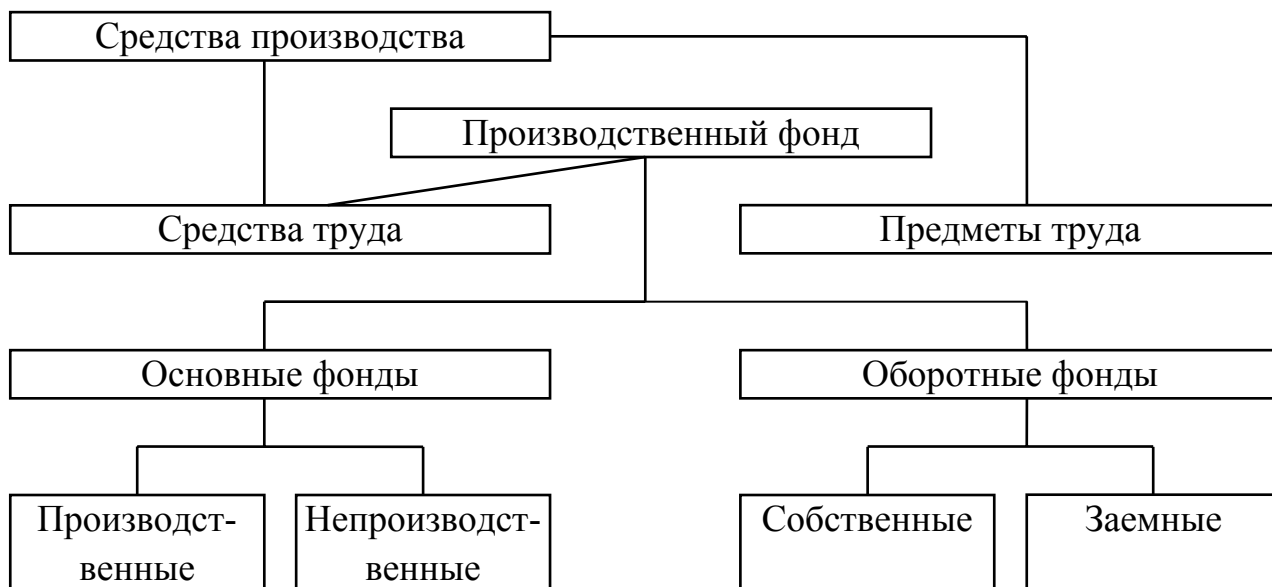 Средства производства
Производственный фонд
Средства труда
Предметы труда
Основные фонды
Оборотные фонды
Производст-
венные
Непроизводст-
венные
Собственные
Заемные